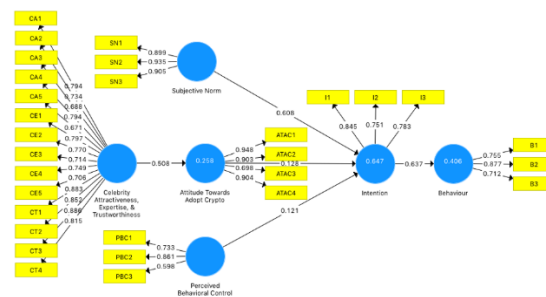 CA1
CA2
CA3
CA4
CA5
CE1
CE2
CE3
CE4
CE5
CT1
CT2
CT3
CT4
0.794
0.734
0.688
0.794
0.671
0.797
0.770
0.714
0.749
0.706
0.883
0.852
0.815
Celebrity
Attractiveness,
Expertise, &
Trustworthiness
0.508
SN1
SN2
SN3
0.899
0.935
0.905
Subjective Norm
0.608
0.258
Attitude Towards
Adopt Crypto
0.948
0.903
0.698
0.904
ATAC1
ATAC2
ATAC3
ATAC4
0.128
PBC1
PBC2
PBC3
0.733
0.861
0.598
Perceived
Behavioral Control
0.121
I1
I2
I3
0.845
0.751
0.783
0.647
Intention
0.637
0.406
Behaviour
0.755
0.877
0.712
B1
B2
B3